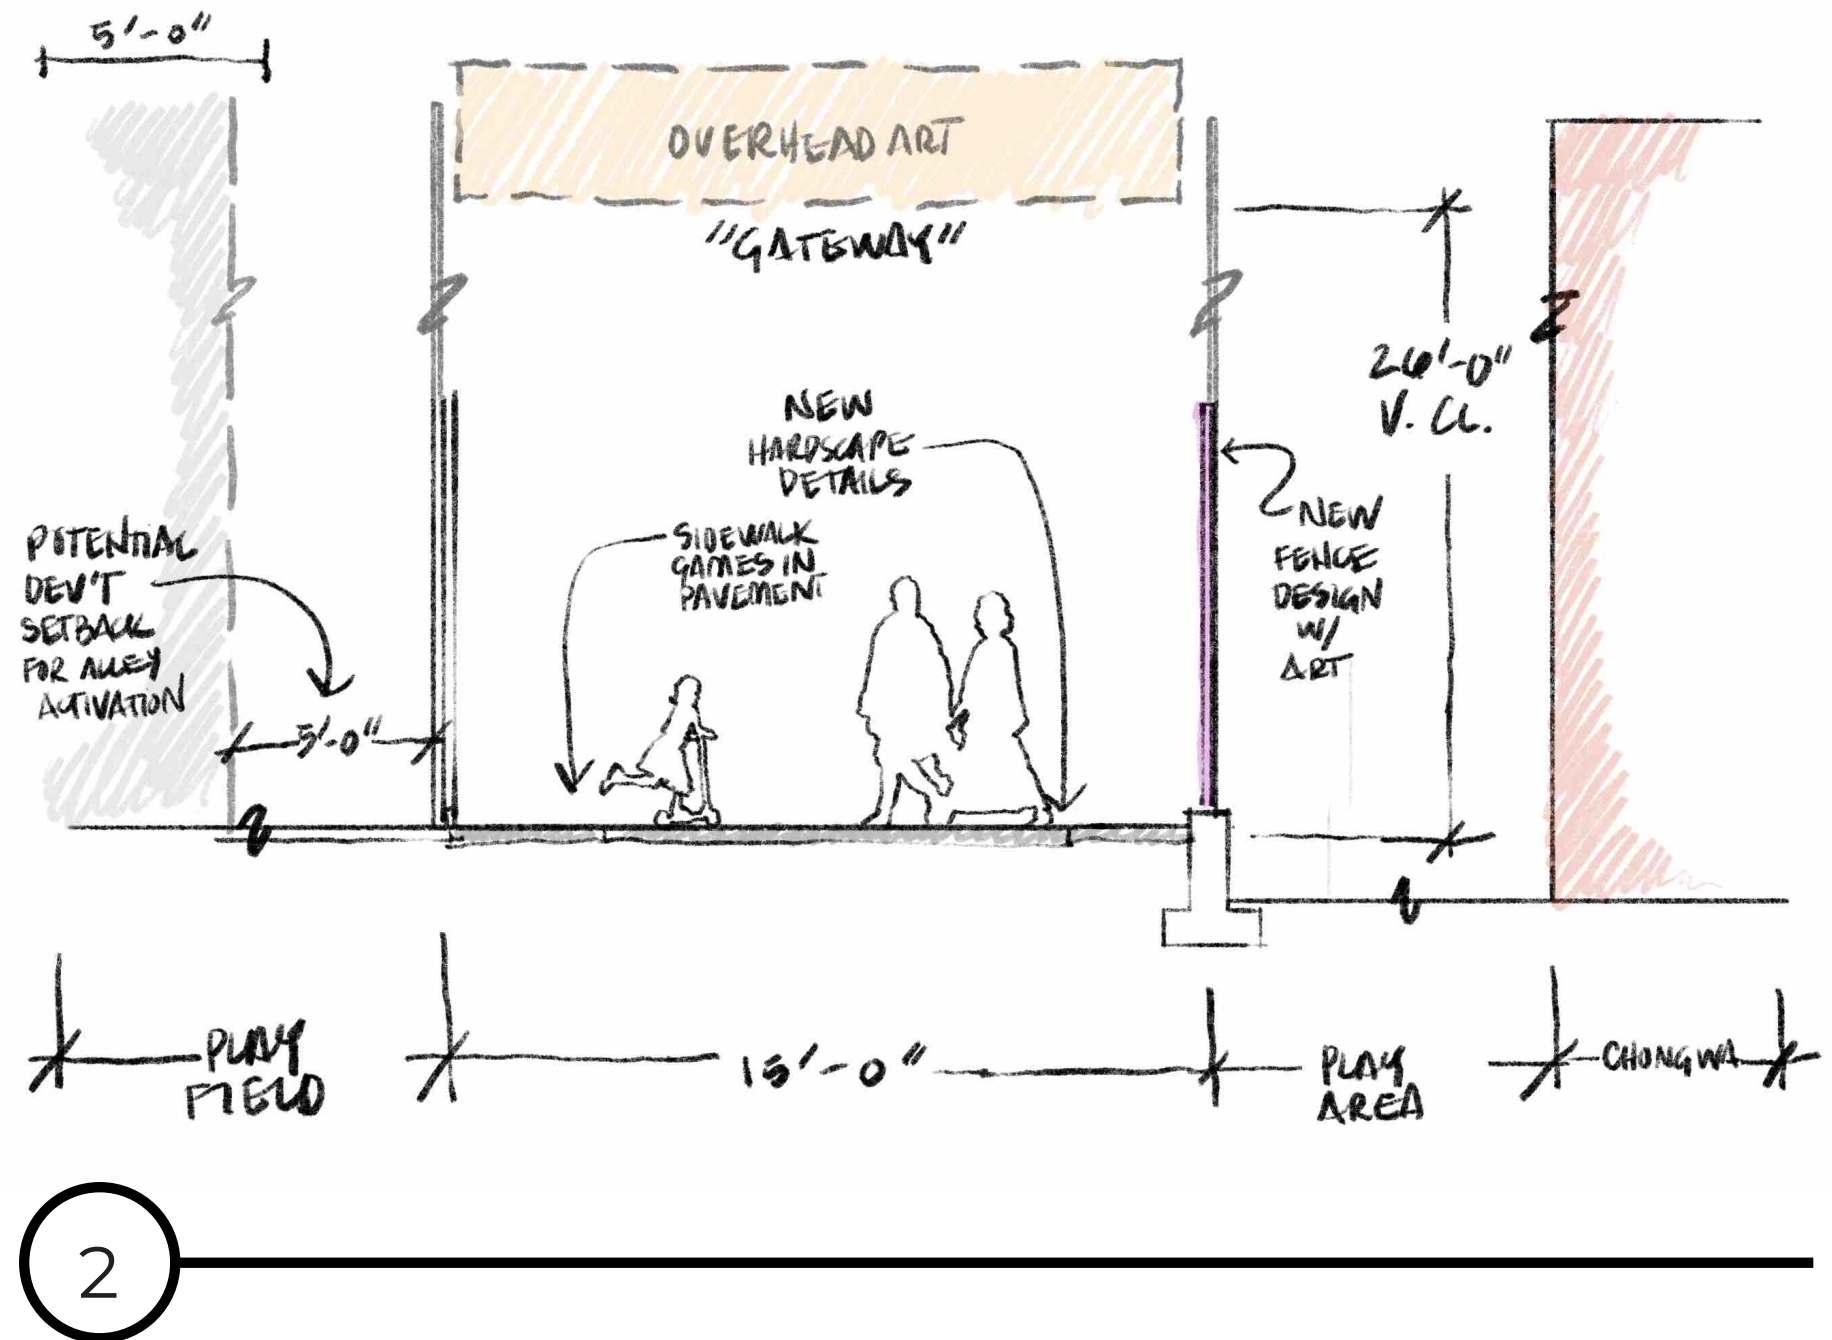 5'-0"
OVERHEAD ART
"GATEWAY"
26'-0"
V. CL.
NEW
HARDSCAPE
DETAILS
SIDEWALK
GAMES IN
PAVEMENT
NEW
FENCE
DESIGN
W/
ART
POTENTIAL
DEV'T
SETBACK
FOR ALLEY
ACTIVATION
5'-0"
PLAY
FIELD
15'-0"
PLAY
AREA
CHONG WA
2